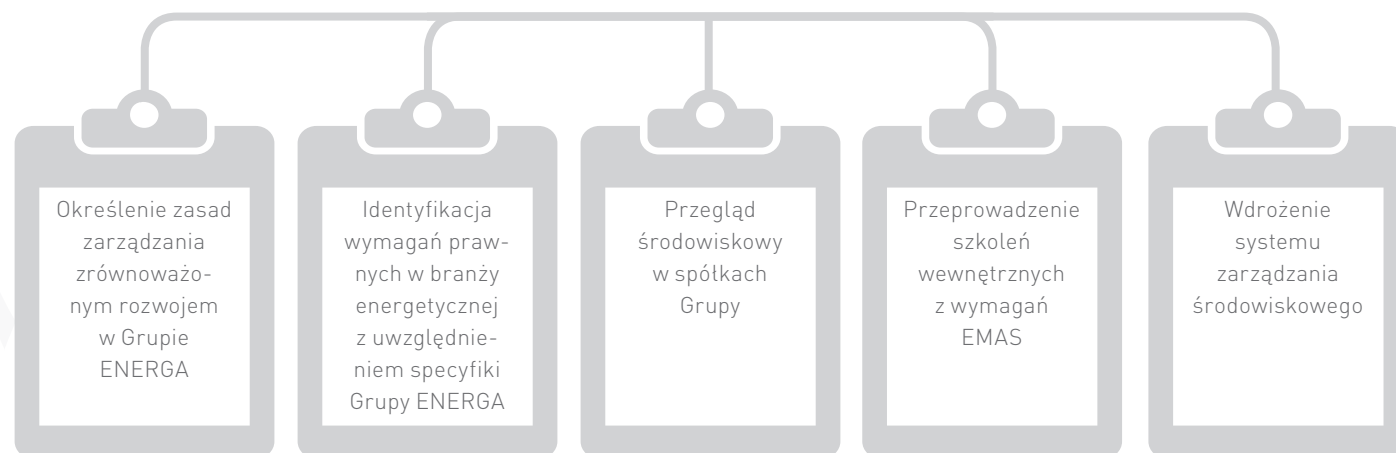 Określenie zasad
zarządzania
zrównoważo-
nym rozwojem
w Grupie
ENERGA
Identyfikacja
wymagań praw-
nych w branży
energetycznej
z uwzględnie-
niem specyfiki
Grupy ENERGA
Przegląd
środowiskowy
w spółkach
Grupy
Przeprowadzenie
szkoleń
wewnętrznych
z wymagań
EMAS
Wdrożenie
systemu
zarządzania
środowiskowego